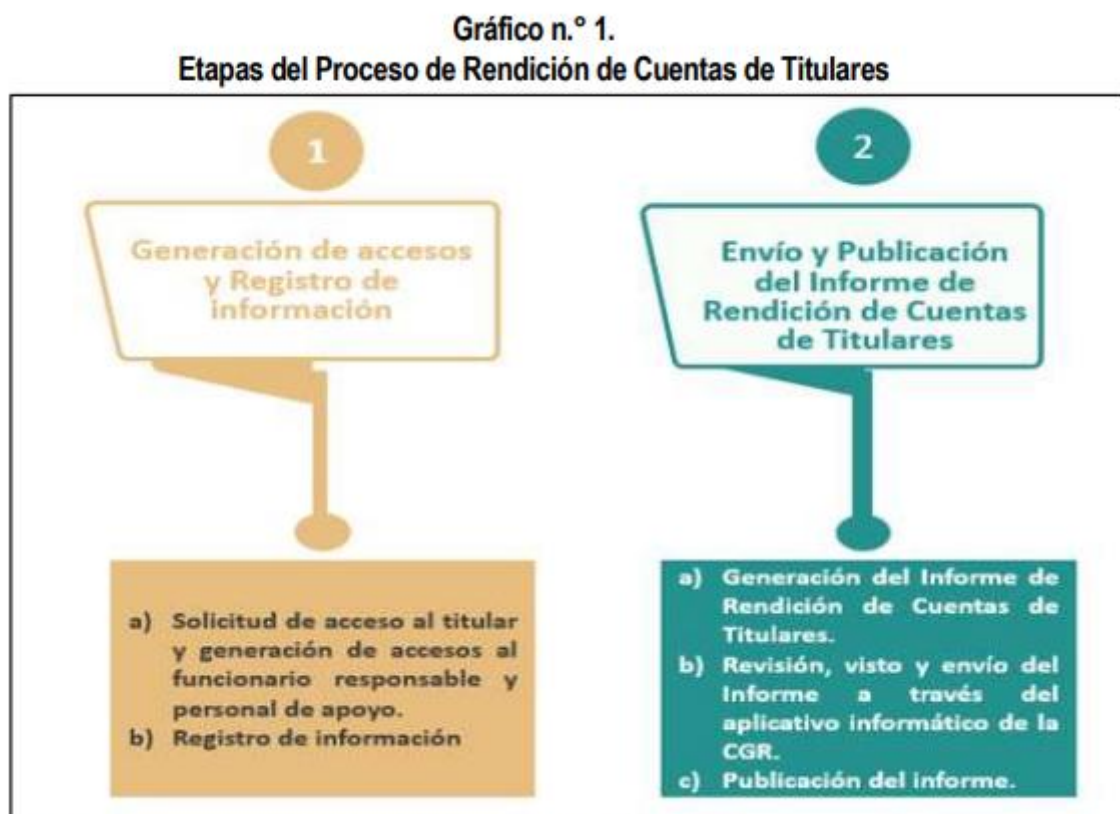 Gráfico n.° 1.
Etapas del Proceso de Rendición de Cuentas de Titulares
1
Generación de accesos
y Registro de
información
a) Solicitud de acceso al titular
y generación de accesos al
funcionario responsable y
personal de apoyo.
b) Registro de información
2
Envío y Publicación
del Informe de
Rendición de Cuentas
de Titulares
a) Generación del Informe de
Rendición de Cuentas de
Titulares.
b) Revisión, visto y envío del
Informe a través del
aplicativo informático de la
CGR.
c) Publicación del informe.